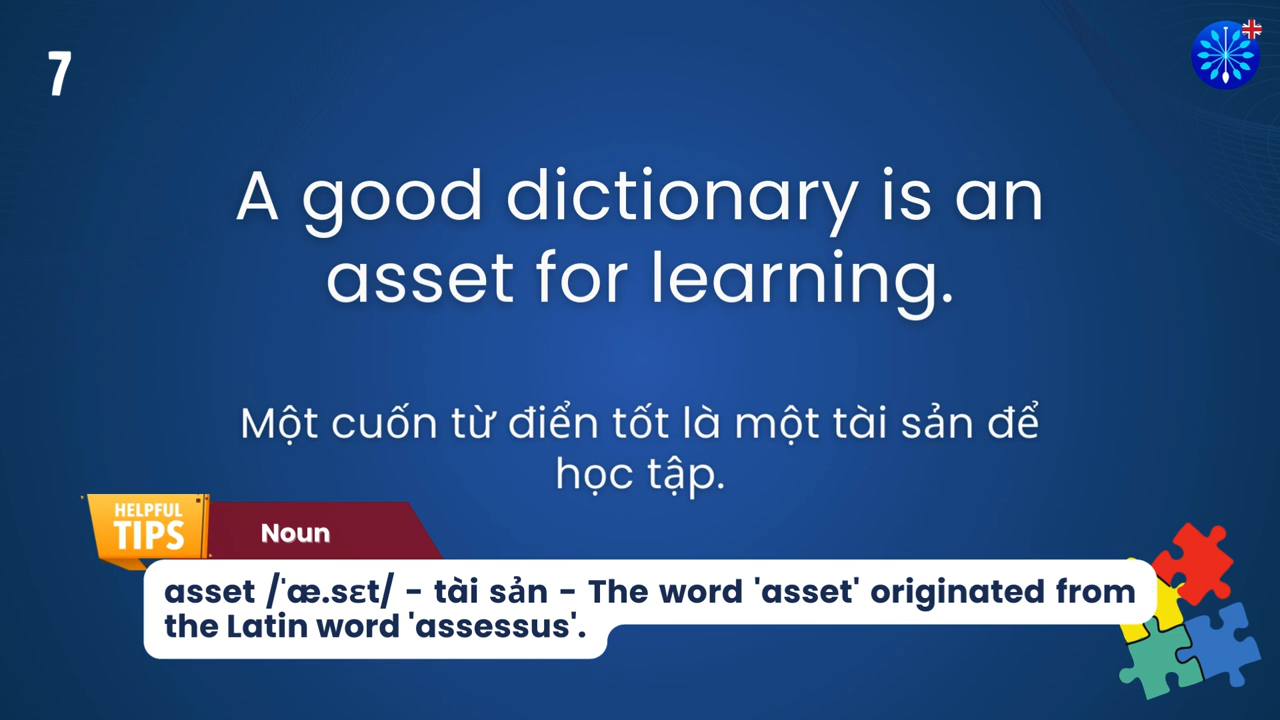 7
A good dictionary is an
asset for learning.
Một cuốn từ điển tốt là một tài sản để
học tập.
HELPFUL
TIPS
Noun
asset /ˈæ.sɛt/ - tài sản - The word 'asset' originated from
the Latin word 'assessus'.